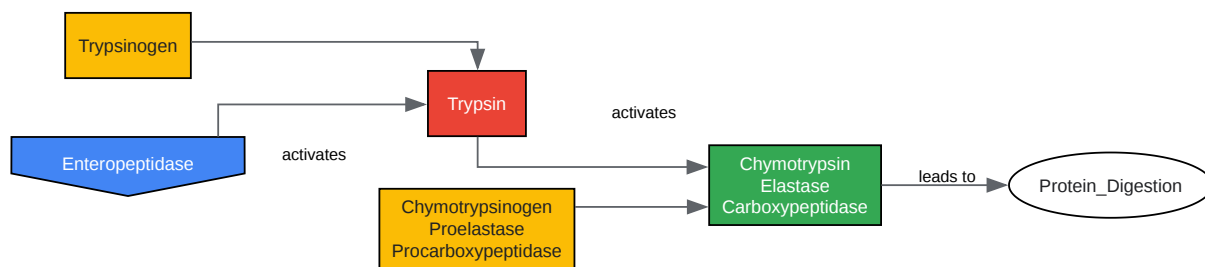 Trypsinogen
Trypsin
activates
Enteropeptidase
activates
Chymotrypsin
Elastase
Carboxypeptidase
leads to
Protein_Digestion
Chymotrypsinogen
Proelastase
Procarboxypeptidase